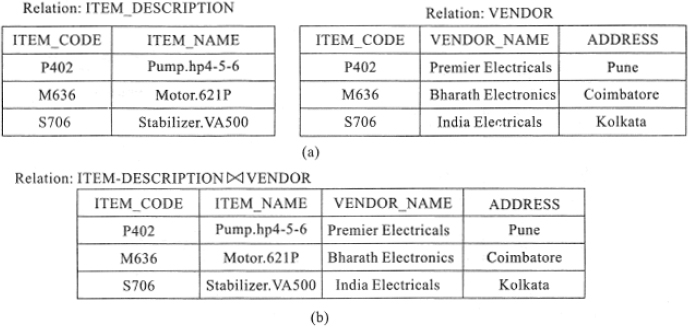 Relation: ITEM_DESCRIPTION
ITEM_CODE ITEM_NAME
P402 Pump.hp4-5-6
M636 Motor.621P
S706 Stabilizer.VA500
Relation: VENDOR
ITEM_CODE VENDOR_NAME ADDRESS
P402 Premier Electricals Pune
M636 Bharath Electronics Coimbatore
S706 India Electricals Kolkata
(a)
Relation: ITEM-DESCRIPTION⋈VENDOR
ITEM_CODE ITEM_NAME VENDOR_NAME ADDRESS
P402 Pump.hp4-5-6 Premier Electricals Pune
M636 Motor.621P Bharath Electronics Coimbatore
S706 Stabilizer.VA500 India Electricals Kolkata
(b)